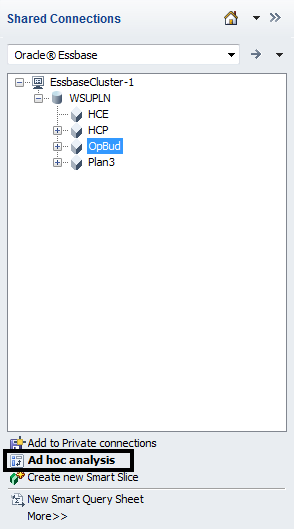 Shared Connections
Oracle® Essbase
EssbaseCluster-1
WSUPLN
HCE
HCP
OpBud
Plan3
Add to Private connections
Ad hoc analysis
Create new Smart Slice
New Smart Query Sheet
More>>